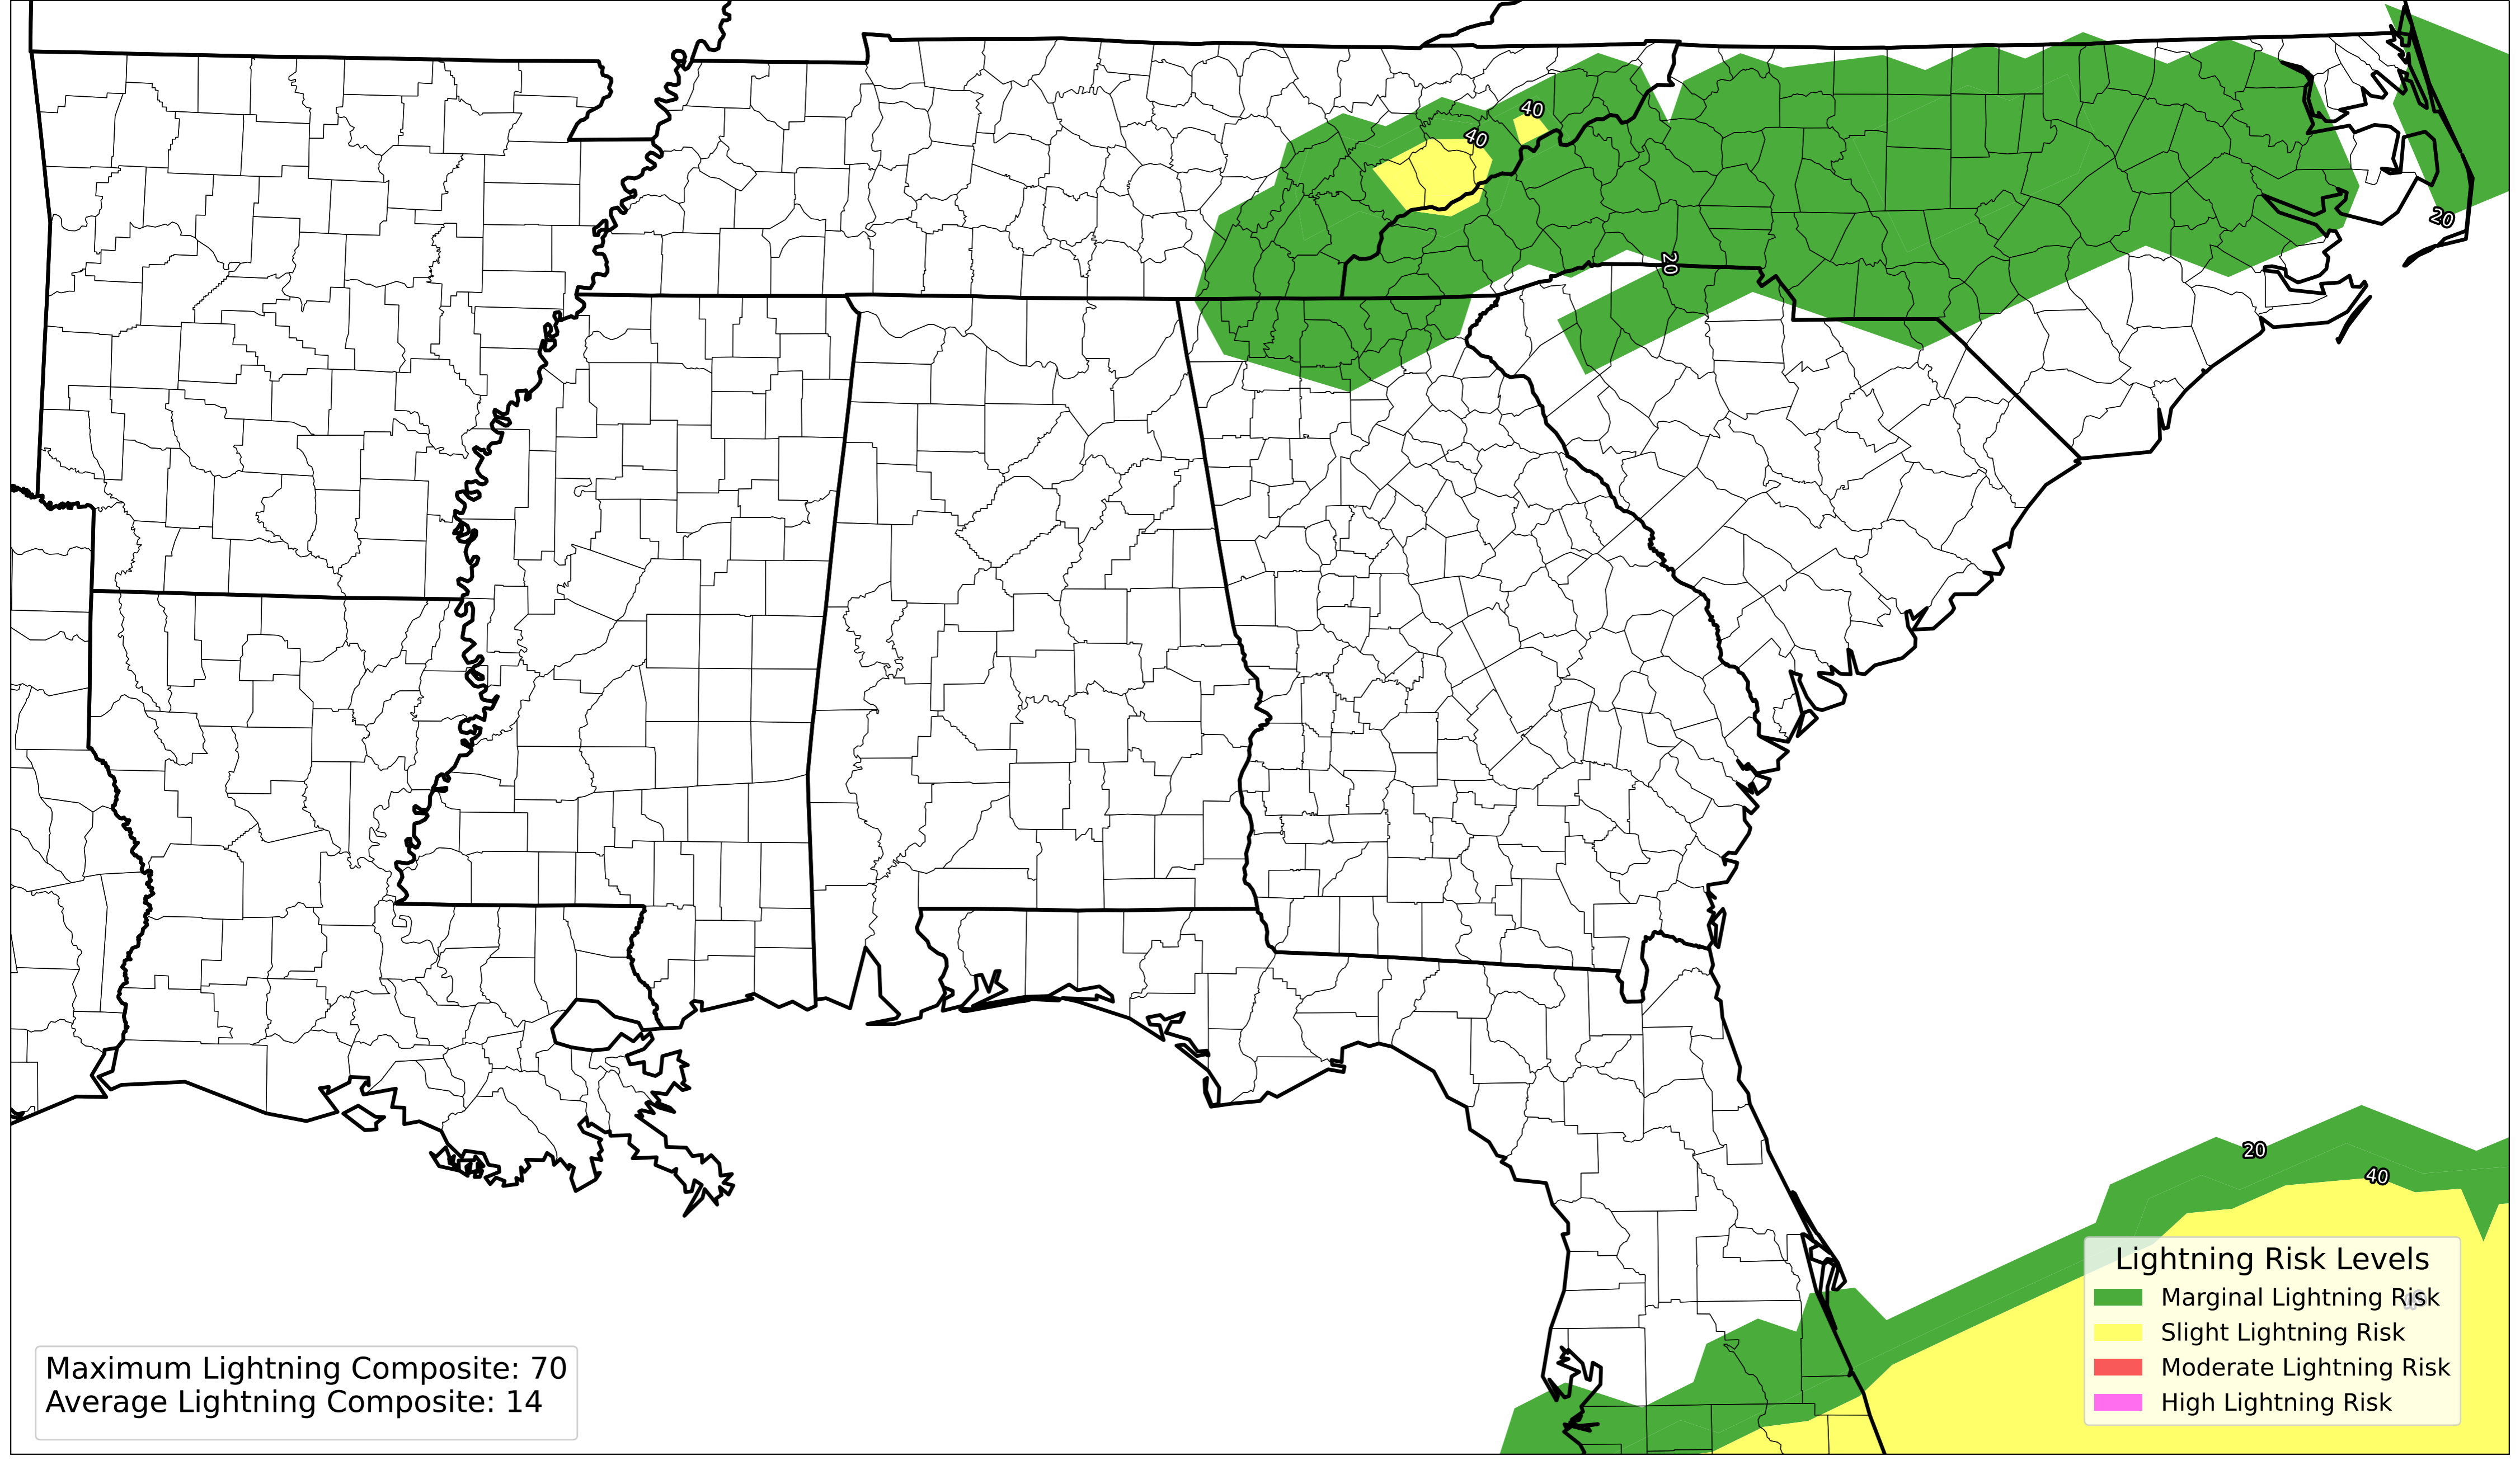 40
40
20
20
20
40
Lightning Risk Levels
Marginal Lightning Risk
Slight Lightning Risk
Moderate Lightning Risk
High Lightning Risk
Maximum Lightning Composite: 70
Average Lightning Composite: 14